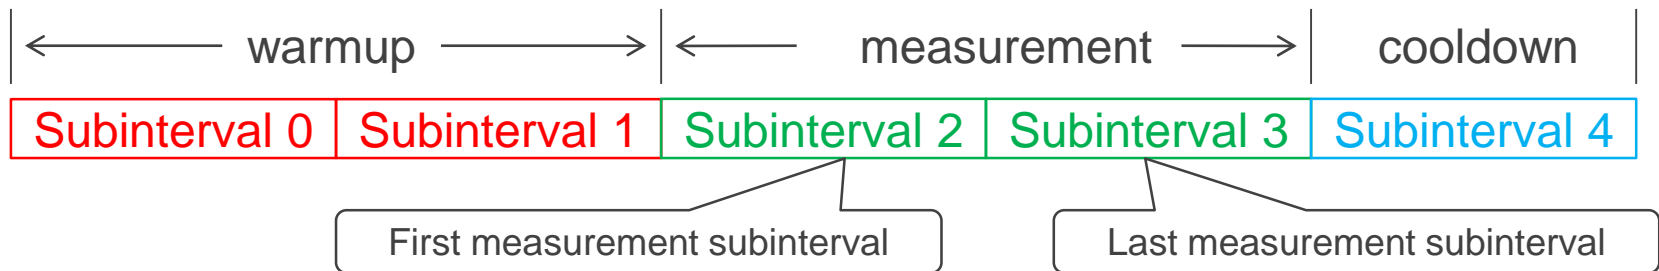 warmup measurement cooldown
Subinterval 0 Subinterval 1 Subinterval 2 Subinterval 3 Subinterval 4
First measurement subinterval Last measurement subinterval